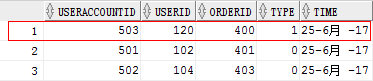 USERACCOUNTID USERID ORDERID TYPE TIME
1 503 120 400 1 25-6月 -17
2 501 102 401 0 25-6月 -17
3 502 104 403 0 25-6月 -17